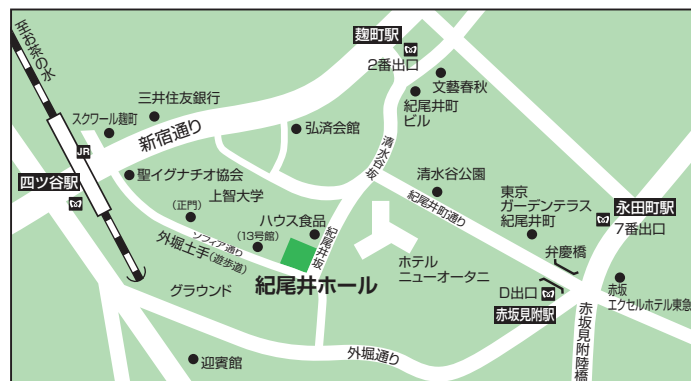 至お茶の水
麹町駅
2番出口
文藝春秋
三井住友銀行
スクワール麹町
紀尾井町
ビル
新宿通り
弘済会館
JR
清水谷坂
四ツ谷駅
聖イグナチオ協会
上智大学
(正門)
清水谷公園
東京
ガーデンテラス
紀尾井町
永田町駅
7番出口
紀尾井町通り
ハウス食品
ソフィア通り
(13号館)
紀尾井坂
外堀土手(遊歩道)
弁慶橋
ホテル
ニューオータニ
グラウンド
紀尾井ホール
D出口
赤坂見附駅
赤坂
エクセルホテル東急
外堀通り
迎賓館
赤坂見附陸橋